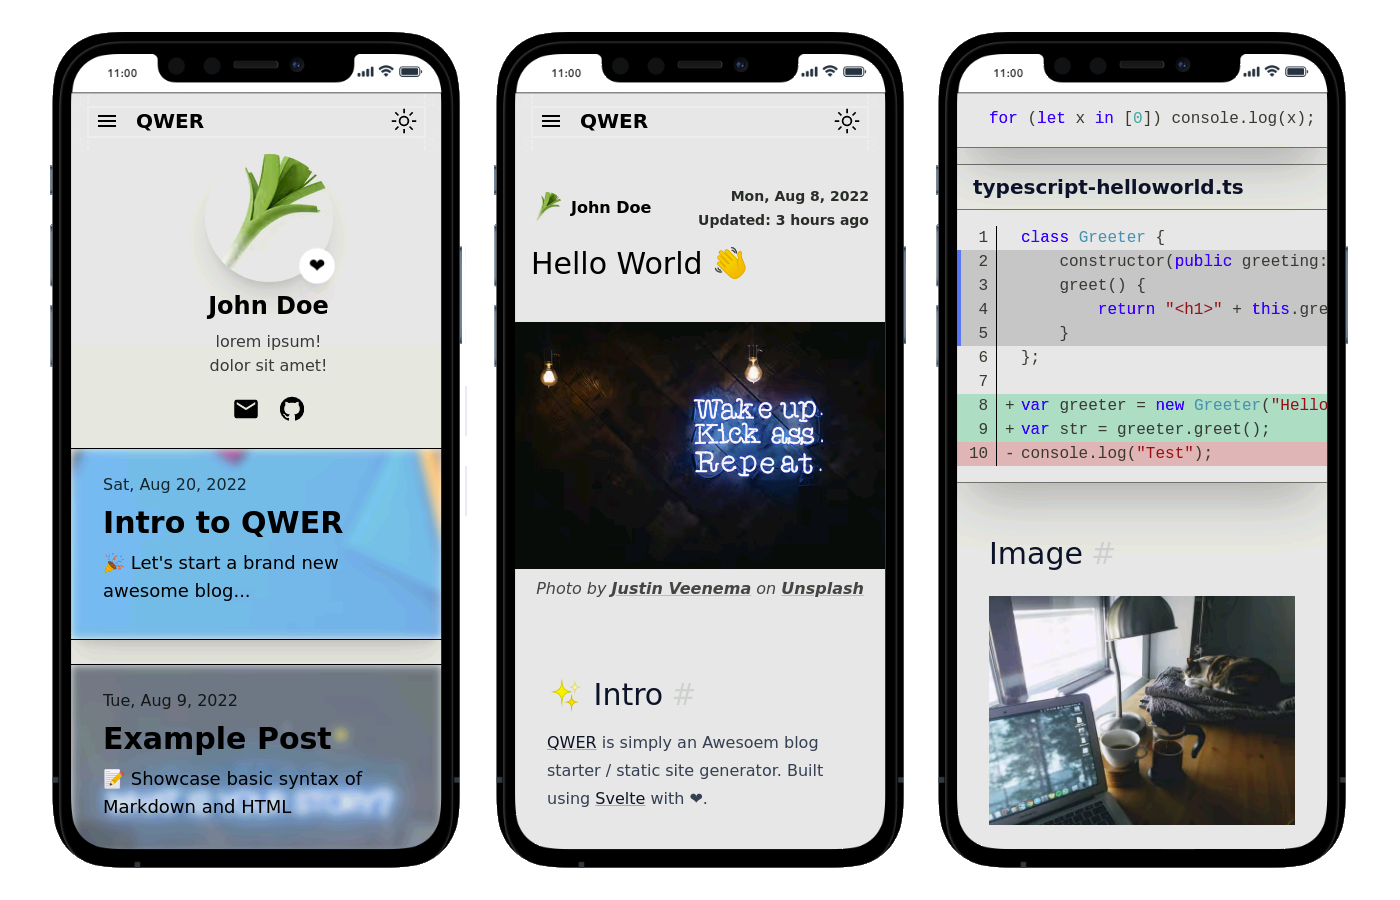 11:00
QWER
❤
John Doe
lorem ipsum!
dolor sit amet!
Sat, Aug 20, 2022
Intro to QWER
🎉 Let's start a brand new
awesome blog...
Tue, Aug 9, 2022
Example Post
📝 Showcase basic syntax of
Markdown and HTML
STORY?
11:00
QWER
John Doe
Mon, Aug 8, 2022
Updated: 3 hours ago
Hello World 👋
Wake up.
Kick ass.
Repeat.
Photo by Justin Veenema on Unsplash
✨ Intro #
QWER is simply an Awesoem blog
starter / static site generator. Built
using Svelte with ❤.
11:00
for (let x in [0]) console.log(x);
typescript-helloworld.ts
1 class Greeter {
2 constructor(public greeting:
3 greet() {
4 return "<h1>" + this.gre
5 }
6 };
7
8 + var greeter = new Greeter("Hello
9 + var str = greeter.greet();
10 - console.log("Test");
Image #